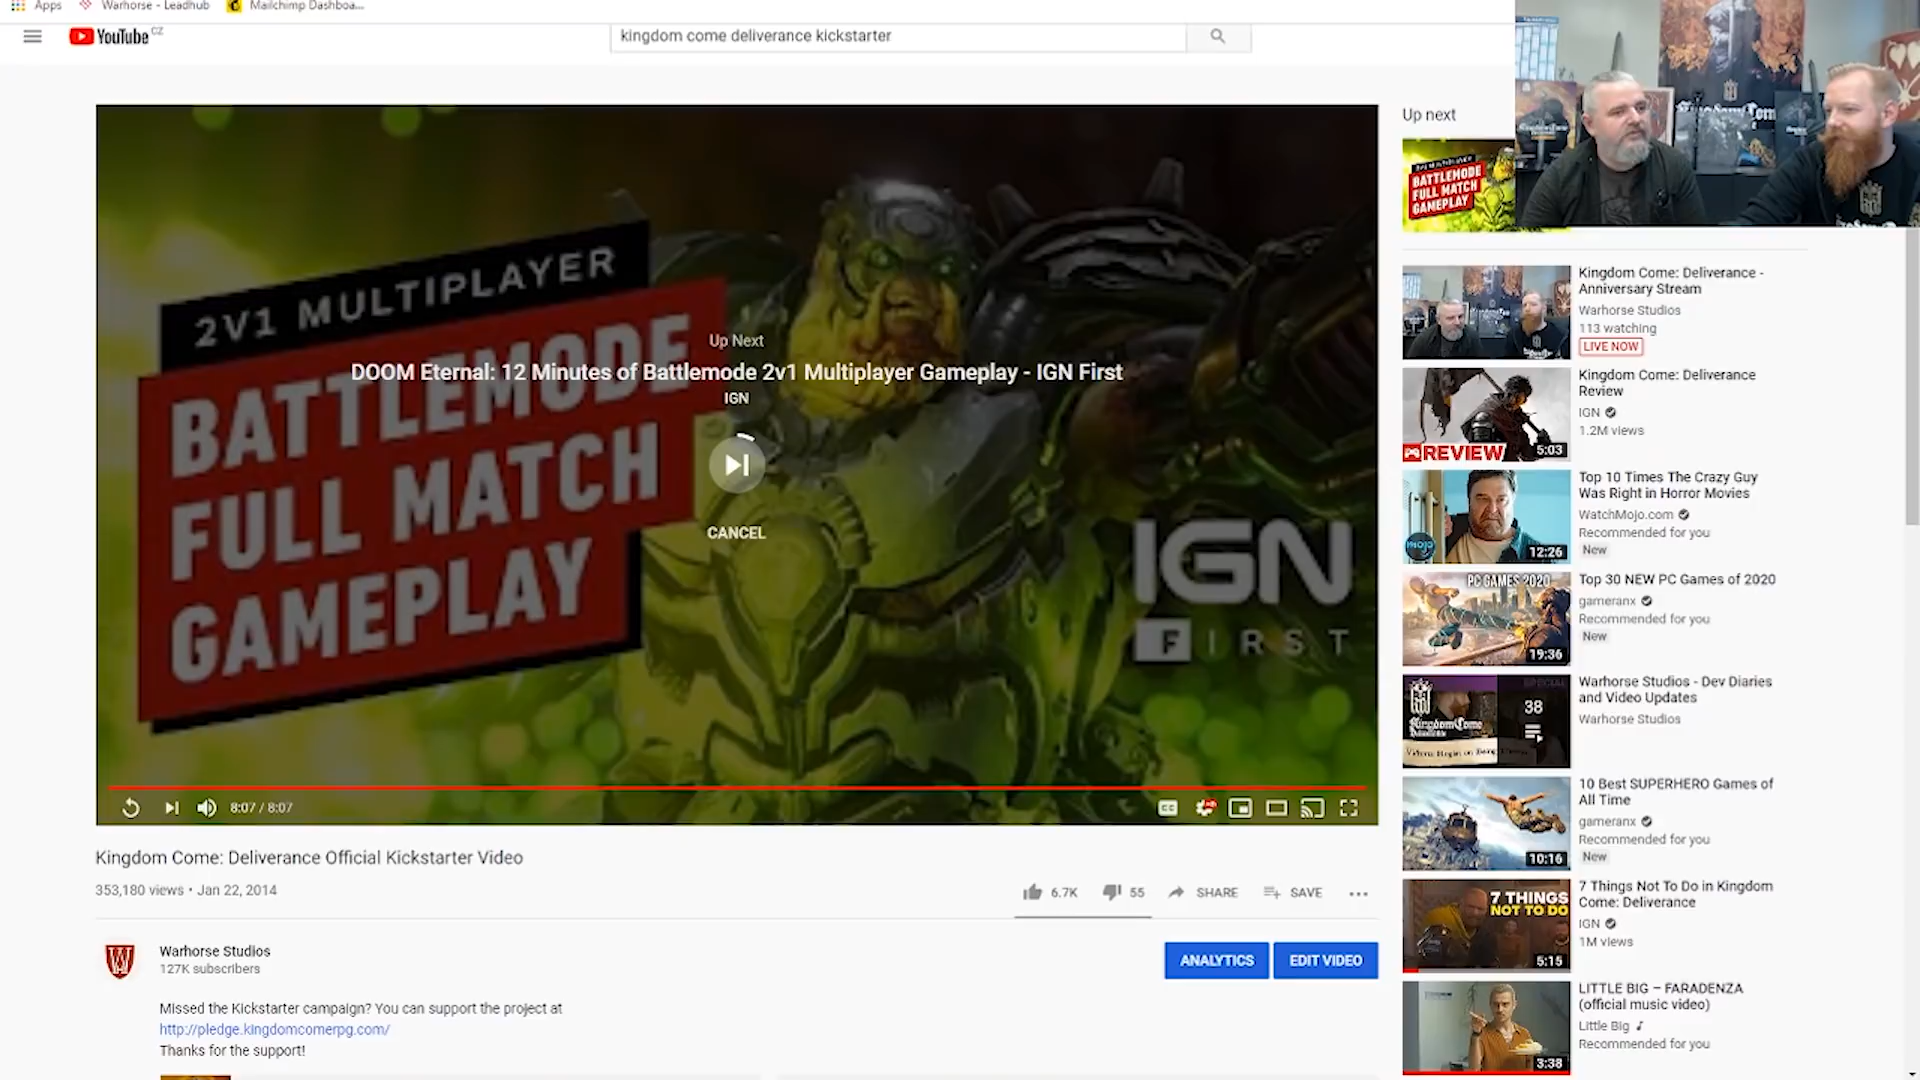 Apps Warhorse - Leadhub Mailchimp Dashboa...
YouTube CZ
kingdom come deliverance kickstarter
2V1 MULTIPLAYER
BATTLEMODE
FULL MATCH
GAMEPLAY
Up Next
DOOM Eternal: 12 Minutes of Battlemode 2v1 Multiplayer Gameplay - IGN First
IGN
CANCEL
IGN
FIRST
8:07 / 8:07
CC
Kingdom Come: Deliverance Official Kickstarter Video
353,180 views • Jan 22, 2014
6.7K 55 SHARE SAVE
Warhorse Studios
127K subscribers
ANALYTICS EDIT VIDEO
Missed the Kickstarter campaign? You can support the project at
http://pledge.kingdomcomerpg.com/
Thanks for the support!
Up next
2V1 MULTIPLAYER
BATTLEMODE
FULL MATCH
GAMEPLAY
Kingdom Come: Deliverance -
Anniversary Stream
Warhorse Studios
113 watching
LIVE NOW
REVIEW
5:03
Kingdom Come: Deliverance
Review
IGN
1.2M views
MOJO
12:26
Top 10 Times The Crazy Guy
Was Right in Horror Movies
WatchMojo.com
Recommended for you
New
PC GAMES 2020
19:36
Top 30 NEW PC Games of 2020
gameranx
Recommended for you
New
KingdomCome
38
Warhorse Studios - Dev Diaries
and Video Updates
Warhorse Studios
10:16
10 Best SUPERHERO Games of
All Time
gameranx
Recommended for you
New
7 THINGS
NOT TO DO
5:15
7 Things Not To Do in Kingdom
Come: Deliverance
IGN
1M views
3:38
LITTLE BIG – FARADENZA
(official music video)
Little Big
Recommended for you